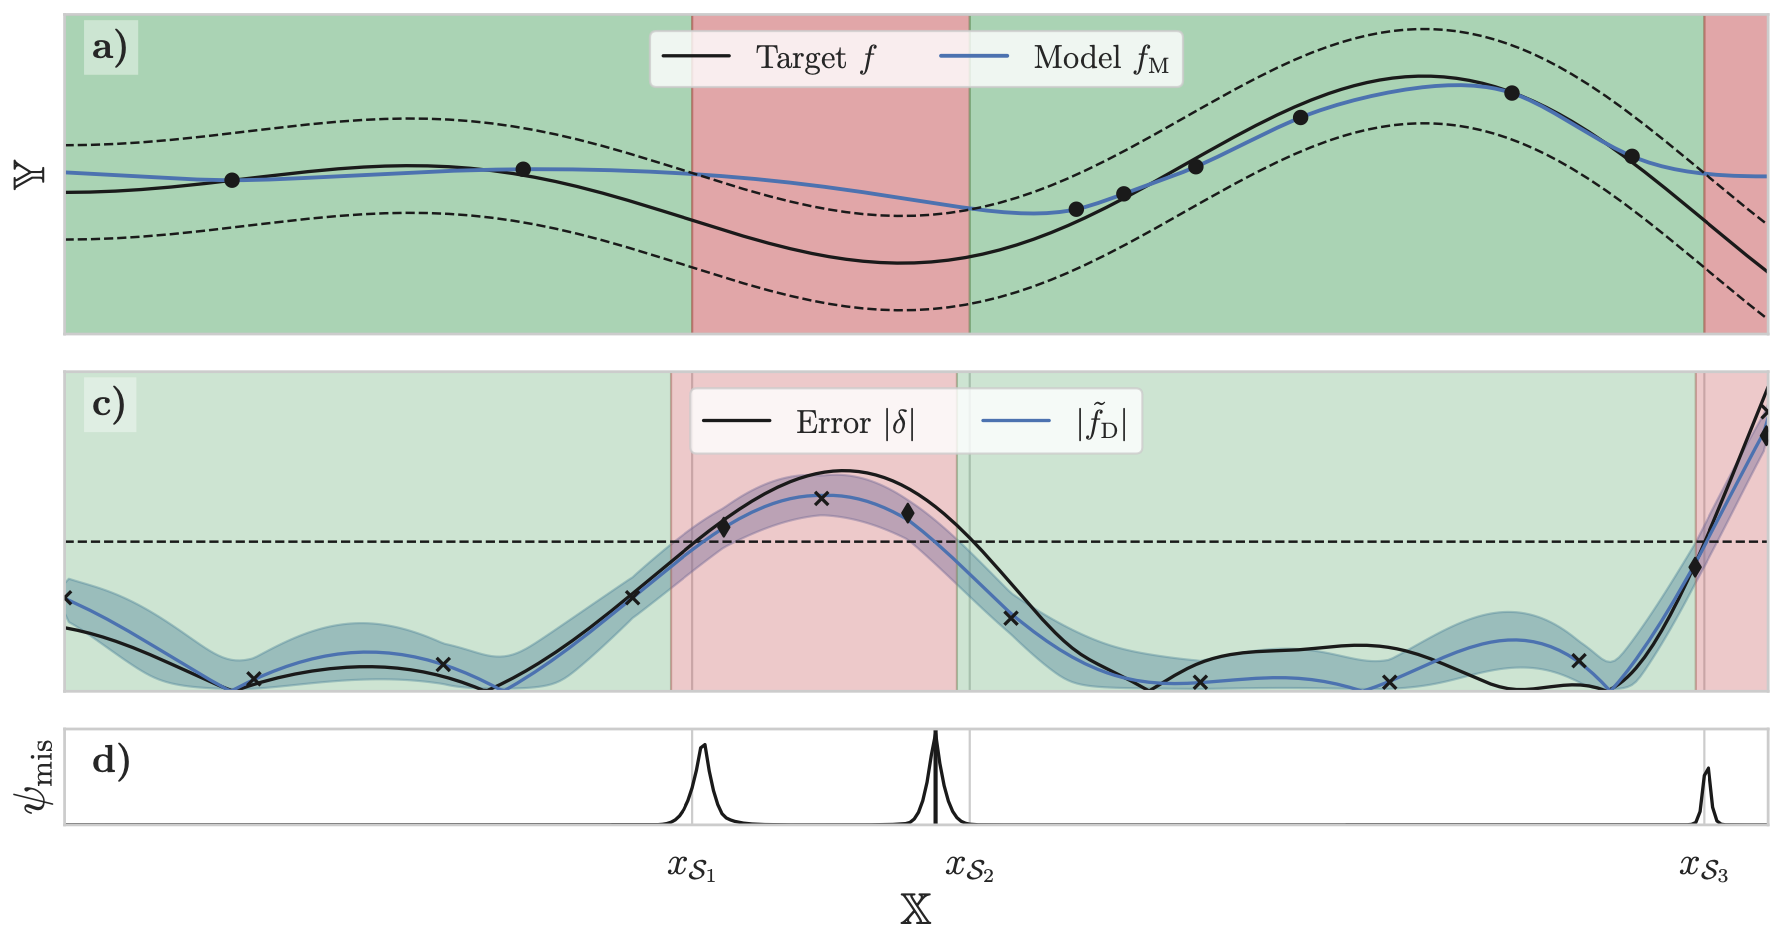 a)
Target f
Model f_M
𝕐
c)
Error |δ|
|f̃_D|
d)
ψ_mis
x_𝒮₁
x_𝒮₂
x_𝒮₃
𝕏